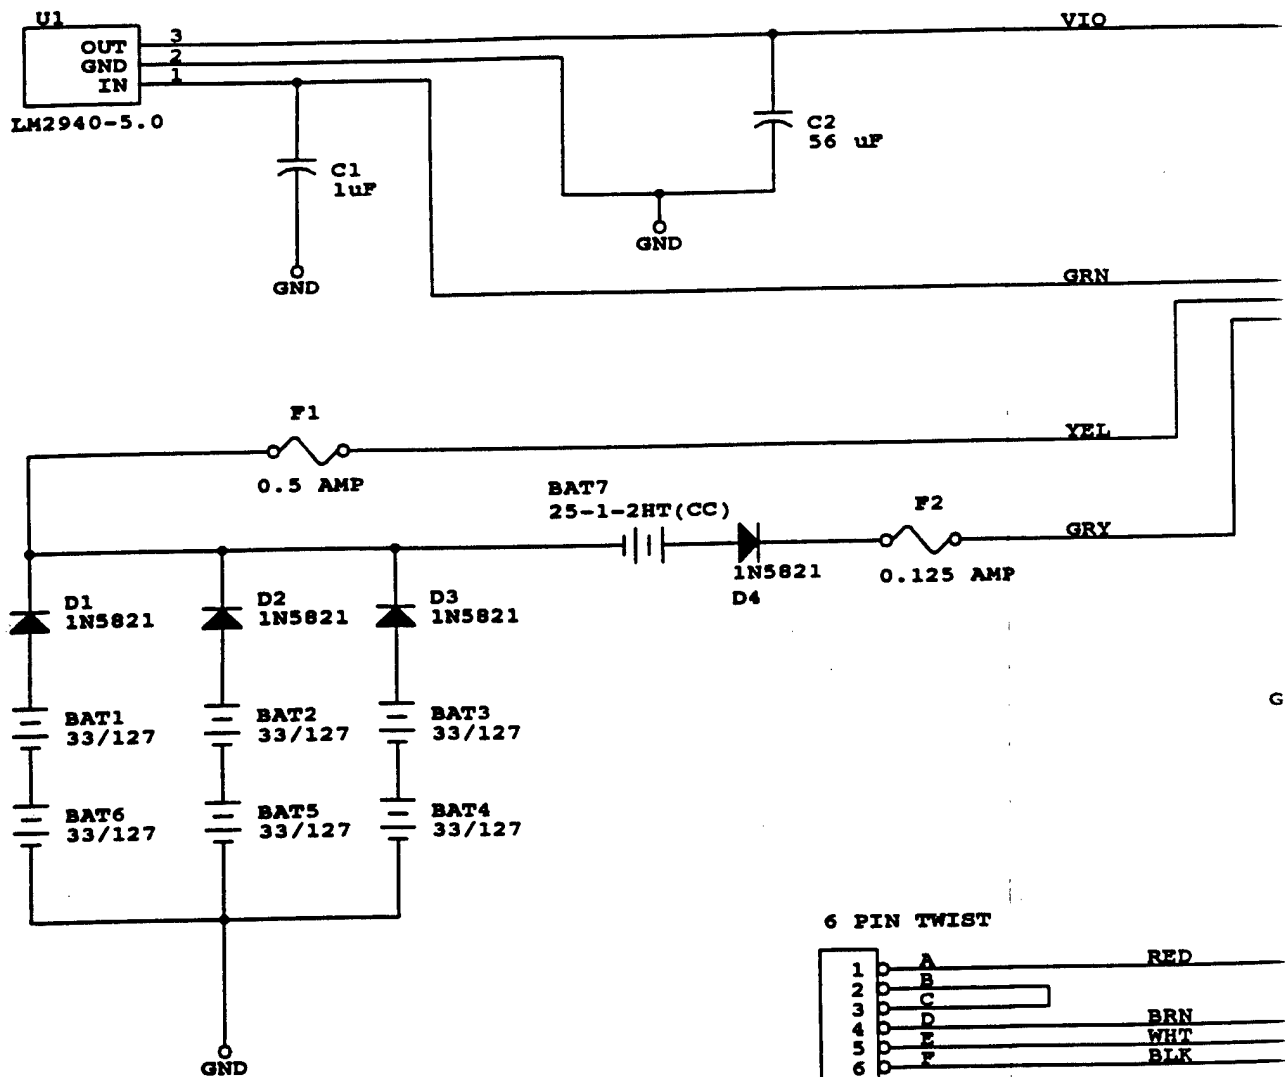 U1
OUT 3
GND 2
IN 1
LM2940-5.0
VIO
C2
56 uF
C1
1uF
GND
GND
GRN
F1
0.5 AMP
YEL
BAT7
25-1-2HT(CC)
1N5821
D4
F2
0.125 AMP
GRY
D1
1N5821
D2
1N5821
D3
1N5821
BAT1
33/127
BAT2
33/127
BAT3
33/127
G
BAT6
33/127
BAT5
33/127
BAT4
33/127
GND
6 PIN TWIST
1 A RED
2 B
3 C
4 D BRN
5 E WHT
6 F BLK